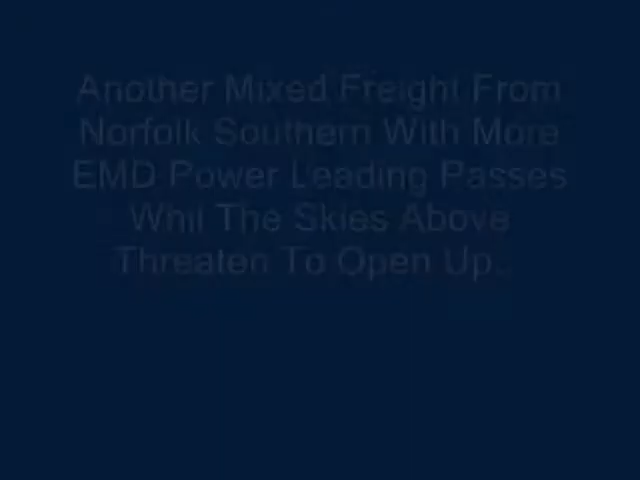 Another Mixed Freight From
Norfolk Southern With More
EMD Power Leading Passes
Whil The Skies Above
Threaten To Open Up..